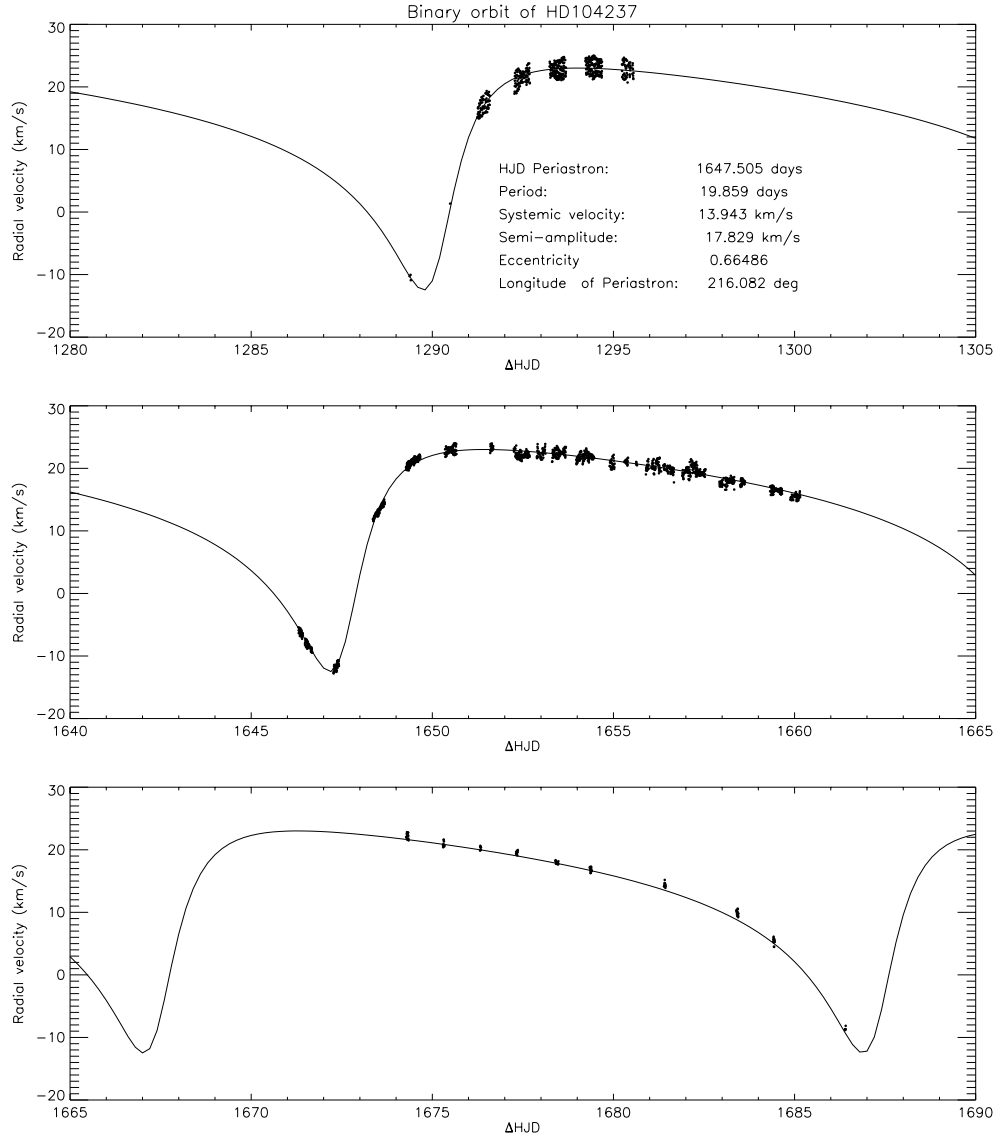 Binary orbit of HD104237
30
20
10
0
−10
−20
Radial velocity (km/s)
HJD Periastron: 1647.505 days
Period: 19.859 days
Systemic velocity: 13.943 km/s
Semi−amplitude: 17.829 km/s
Eccentricity 0.66486
Longitude of Periastron: 216.082 deg
1280 1285 1290 1295 1300 1305
ΔHJD
30
20
10
0
−10
−20
Radial velocity (km/s)
1640 1645 1650 1655 1660 1665
ΔHJD
30
20
10
0
−10
−20
Radial velocity (km/s)
1665 1670 1675 1680 1685 1690
ΔHJD